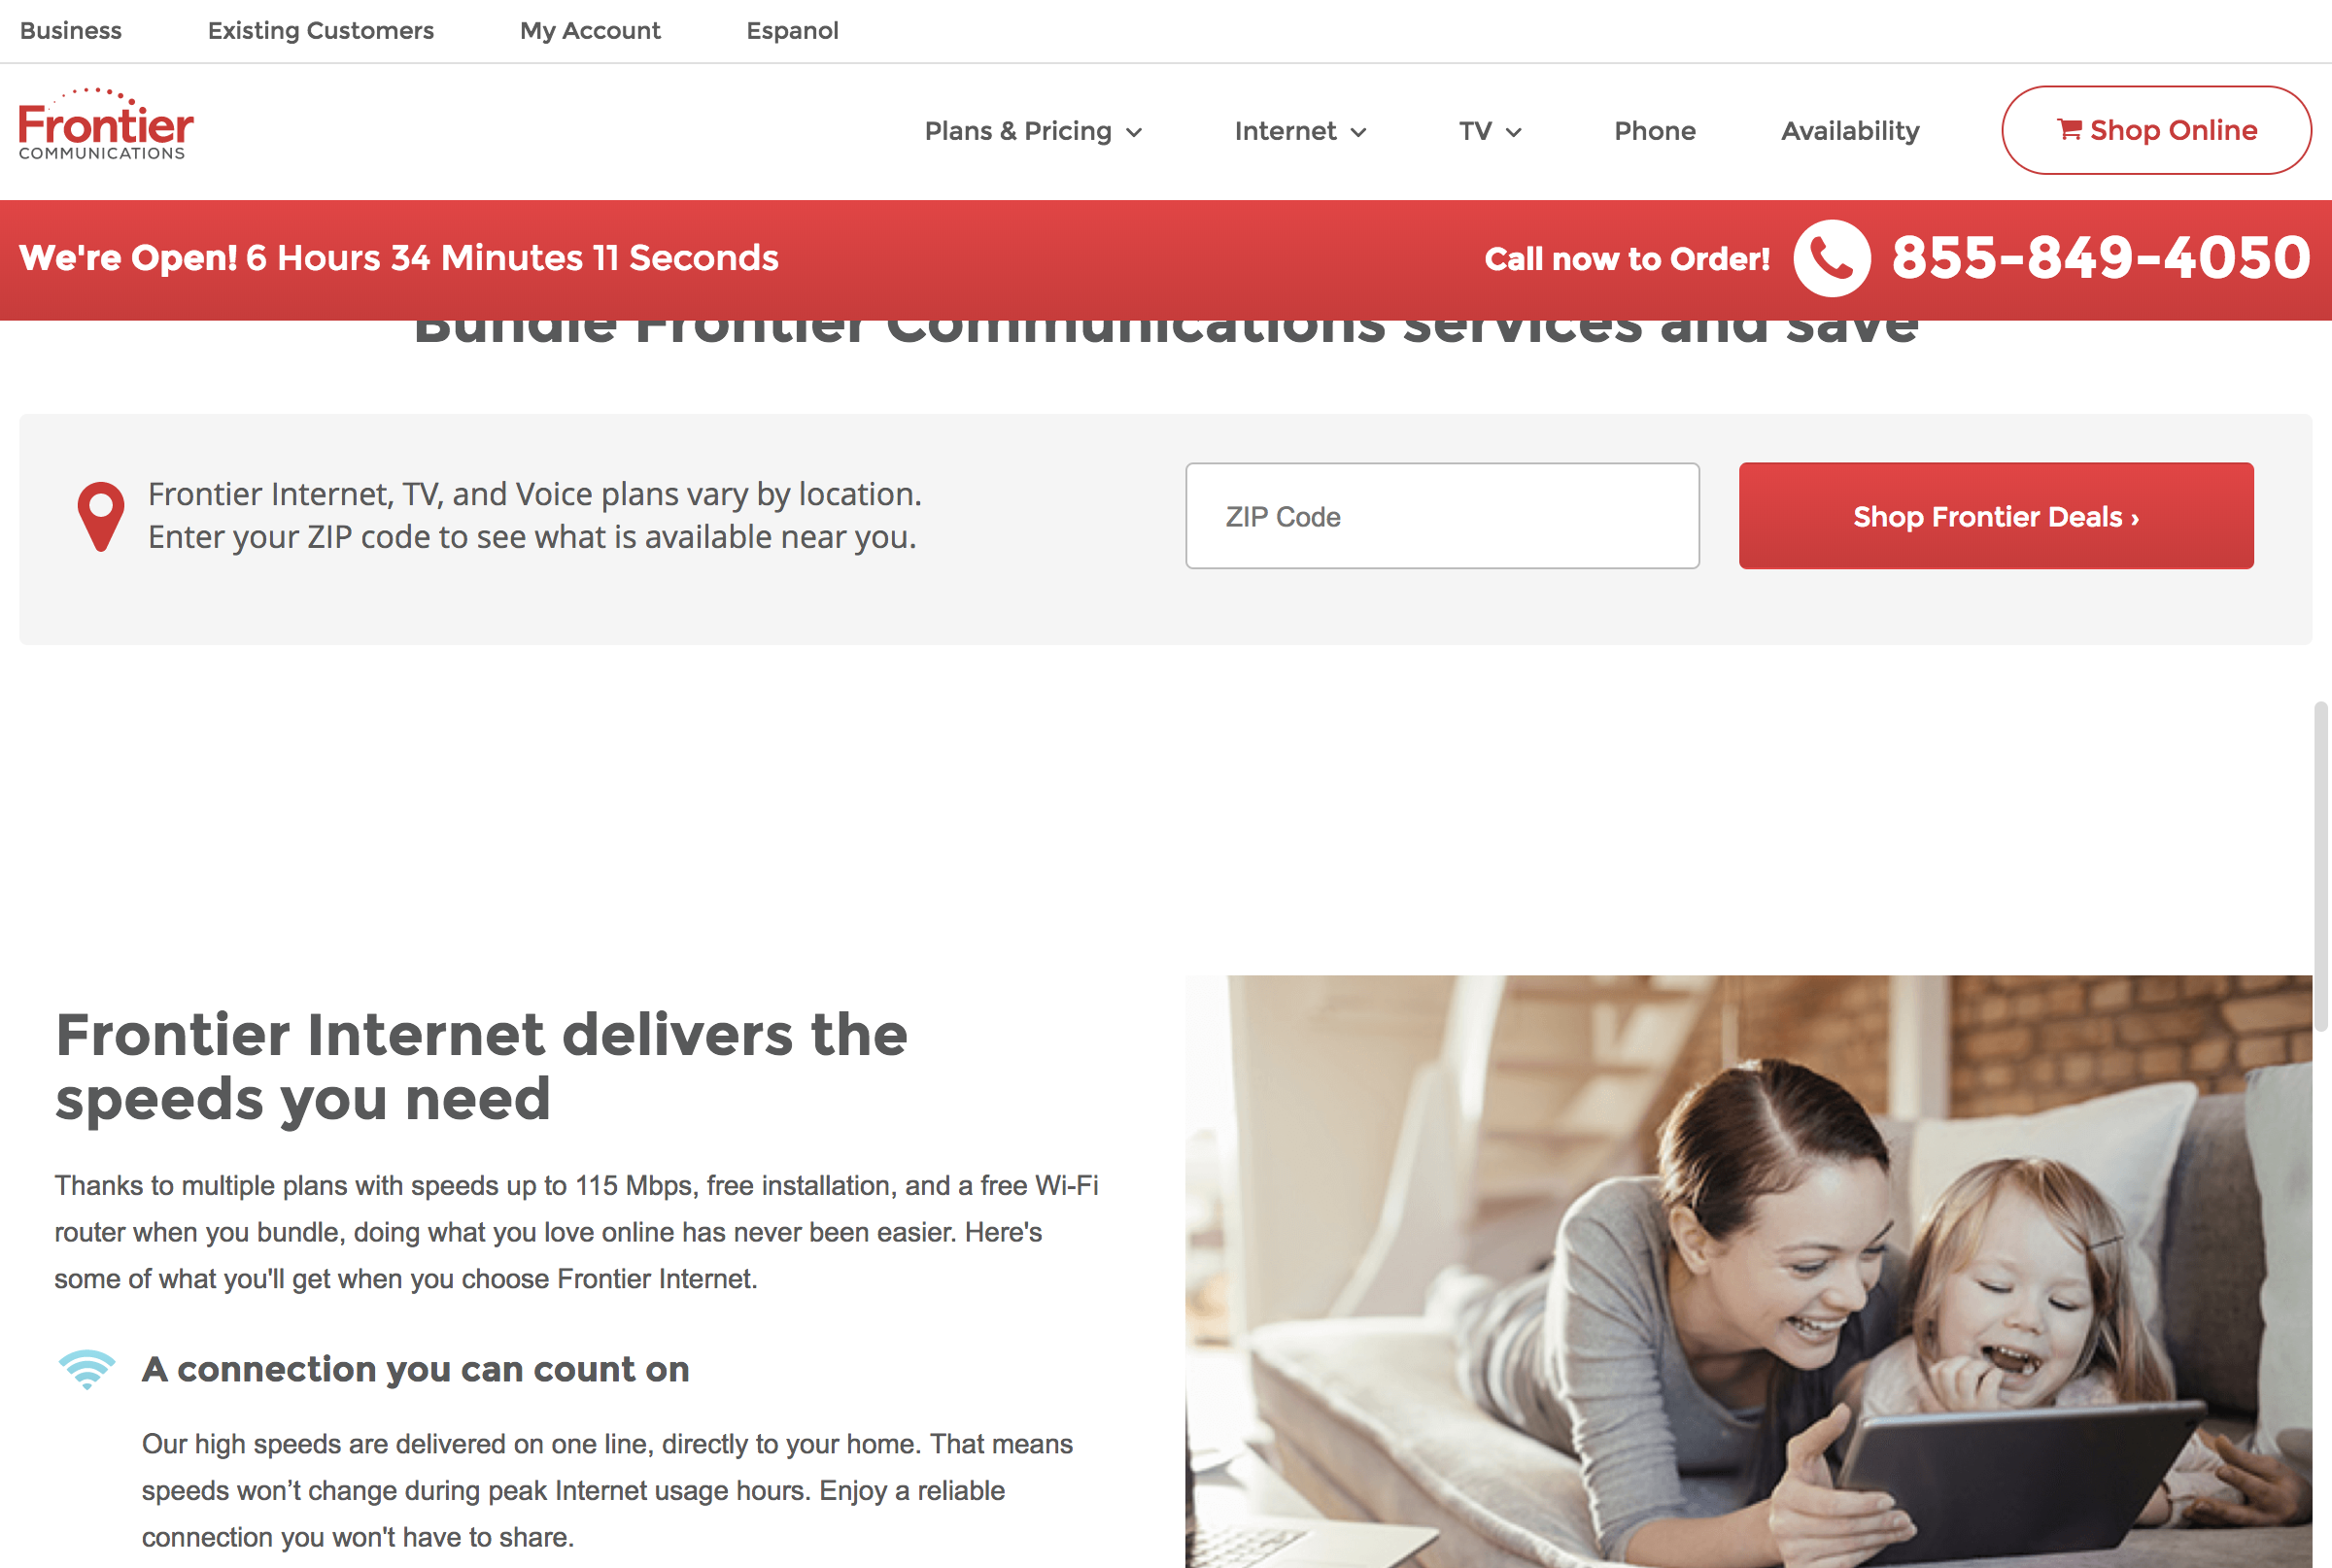 Business Existing Customers My Account Espanol
Frontier
COMMUNICATIONS
Plans & Pricing Internet TV Phone Availability Shop Online
We're Open! 6 Hours 34 Minutes 11 Seconds Call now to Order! 855-849-4050
Bundle Frontier Communications services and save
Frontier Internet, TV, and Voice plans vary by location.
Enter your ZIP code to see what is available near you.
ZIP Code
Shop Frontier Deals ›
Frontier Internet delivers the
speeds you need
Thanks to multiple plans with speeds up to 115 Mbps, free installation, and a free Wi-Fi
router when you bundle, doing what you love online has never been easier. Here's
some of what you'll get when you choose Frontier Internet.
A connection you can count on
Our high speeds are delivered on one line, directly to your home. That means
speeds won’t change during peak Internet usage hours. Enjoy a reliable
connection you won't have to share.